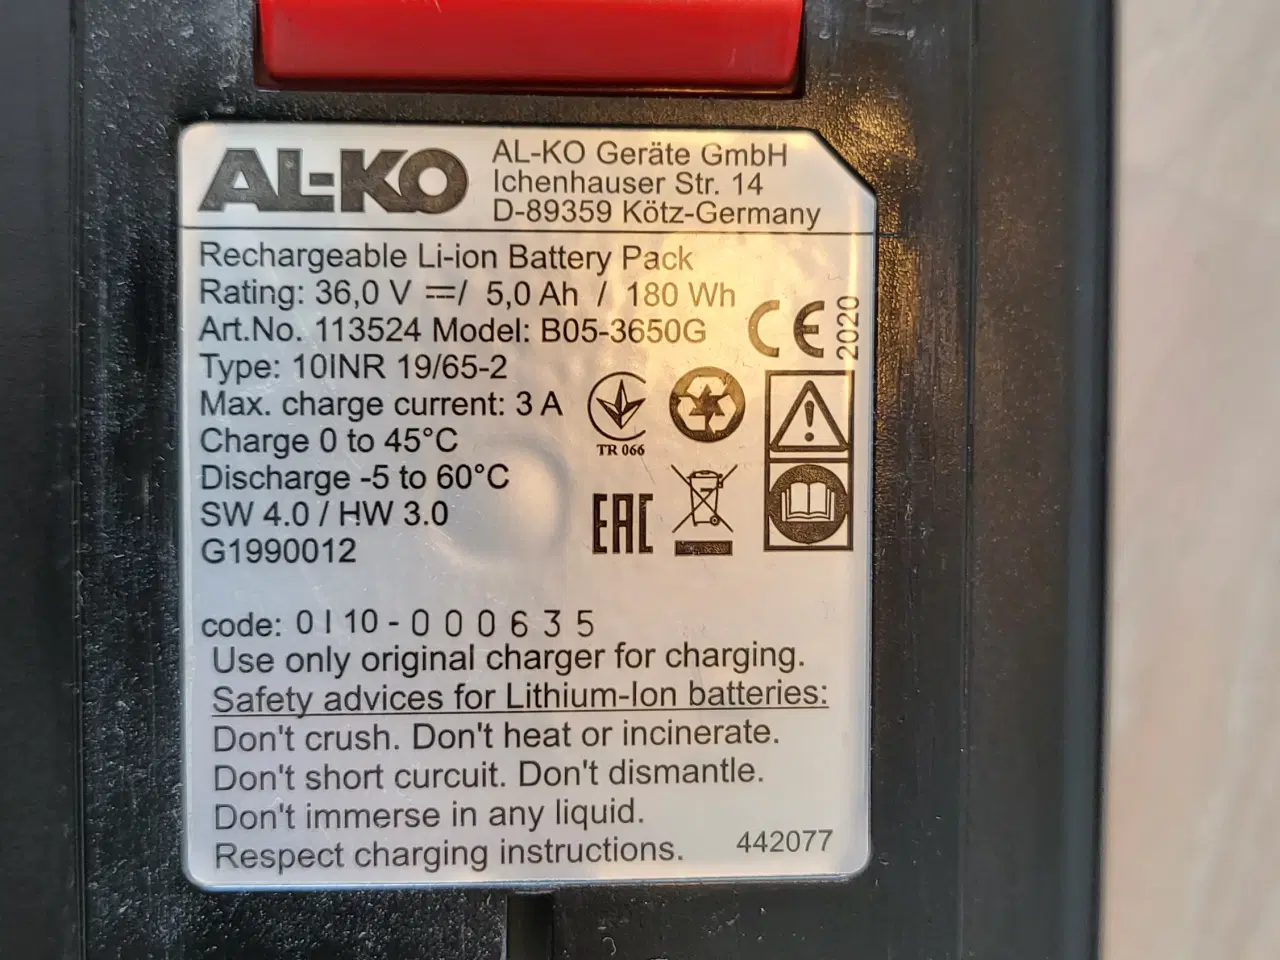 AL-KO
AL-KO Geräte GmbH
Ichenhauser Str. 14
D-89359 Kötz-Germany
Rechargeable Li-ion Battery Pack
Rating: 36,0 V ⎓/ 5,0 Ah / 180 Wh
Art.No. 113524 Model: B05-3650G
Type: 10INR 19/65-2
Max. charge current: 3 A
Charge 0 to 45°C
Discharge -5 to 60°C
SW 4.0 / HW 3.0
G1990012
CE
2020
TR 066
EAC
code: 0I10-000635
Use only original charger for charging.
Safety advices for Lithium-Ion batteries:
Don't crush. Don't heat or incinerate.
Don't short curcuit. Don't dismantle.
Don't immerse in any liquid.
Respect charging instructions.
442077